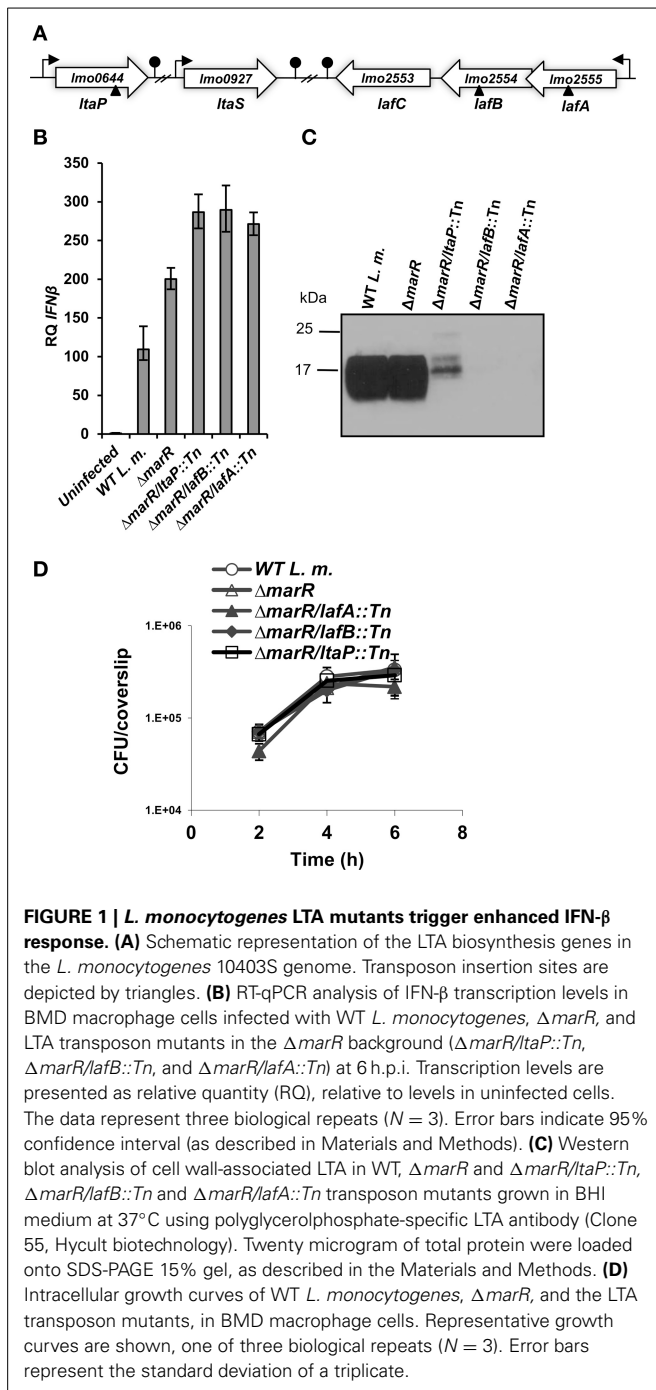 A
lmo0644
lmo0927
lmo2553
lmo2554
lmo2555
ltaP
ltaS
lafC
lafB
lafA
B
RQ IFNβ
350
300
250
200
150
100
50
0
Uninfected
WT L. m.
ΔmarR
ΔmarR/ltaP::Tn
ΔmarR/lafB::Tn
ΔmarR/lafA::Tn
C
WT L. m.
ΔmarR
ΔmarR/ltaP::Tn
ΔmarR/lafB::Tn
ΔmarR/lafA::Tn
kDa
25
17
D
WT L. m.
ΔmarR
ΔmarR/lafA::Tn
ΔmarR/lafB::Tn
ΔmarR/ltaP::Tn
CFU/coverslip
1.E+06
1.E+05
1.E+04
0
2
4
6
8
Time (h)
FIGURE 1 | L. monocytogenes LTA mutants trigger enhanced IFN-β
response. (A) Schematic representation of the LTA biosynthesis genes in
the L. monocytogenes 10403S genome. Transposon insertion sites are
depicted by triangles. (B) RT-qPCR analysis of IFN-β transcription levels in
BMD macrophage cells infected with WT L. monocytogenes, ΔmarR, and
LTA transposon mutants in the ΔmarR background (ΔmarR/ltaP::Tn,
ΔmarR/lafB::Tn, and ΔmarR/lafA::Tn) at 6 h.p.i. Transcription levels are
presented as relative quantity (RQ), relative to levels in uninfected cells.
The data represent three biological repeats (N = 3). Error bars indicate 95%
confidence interval (as described in Materials and Methods). (C) Western
blot analysis of cell wall-associated LTA in WT, ΔmarR and ΔmarR/ltaP::Tn,
ΔmarR/lafB::Tn and ΔmarR/lafA::Tn transposon mutants grown in BHI
medium at 37°C using polyglycerolphosphate-specific LTA antibody (Clone
55, Hycult biotechnology). Twenty microgram of total protein were loaded
onto SDS-PAGE 15% gel, as described in the Materials and Methods. (D)
Intracellular growth curves of WT L. monocytogenes, ΔmarR, and the LTA
transposon mutants, in BMD macrophage cells. Representative growth
curves are shown, one of three biological repeats (N = 3). Error bars
represent the standard deviation of a triplicate.